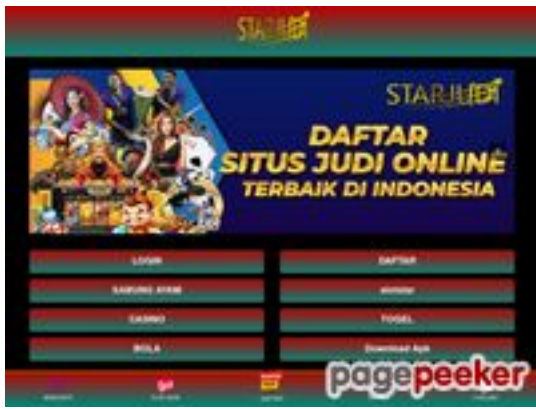 STARJUDI
STARJUDI
DAFTAR
SITUS JUDI ONLINE
TERBAIK DI INDONESIA
LOGIN
DAFTAR
SABUNG AYAM
CASINO
TOGEL
BOLA
Download Apk
pagepeeker